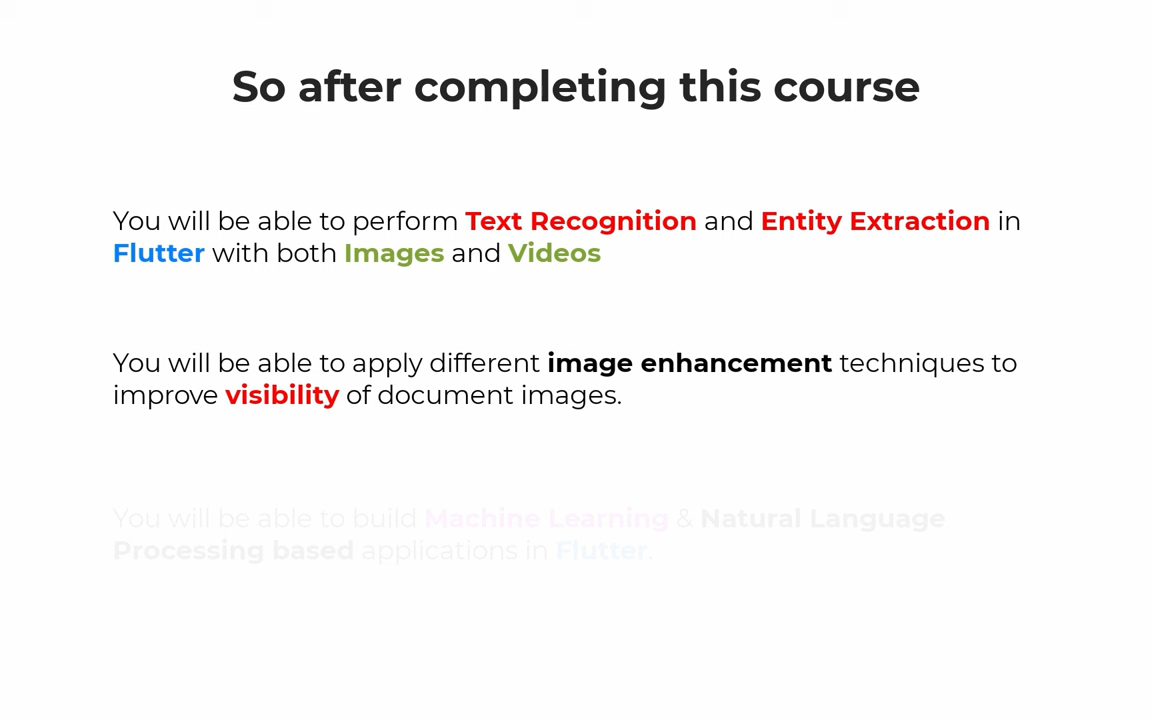 So after completing this course
You will be able to perform Text Recognition and Entity Extraction in
Flutter with both Images and Videos
You will be able to apply different image enhancement techniques to
improve visibility of document images.
You will be able to build Machine Learning & Natural Language
Processing based applications in Flutter.